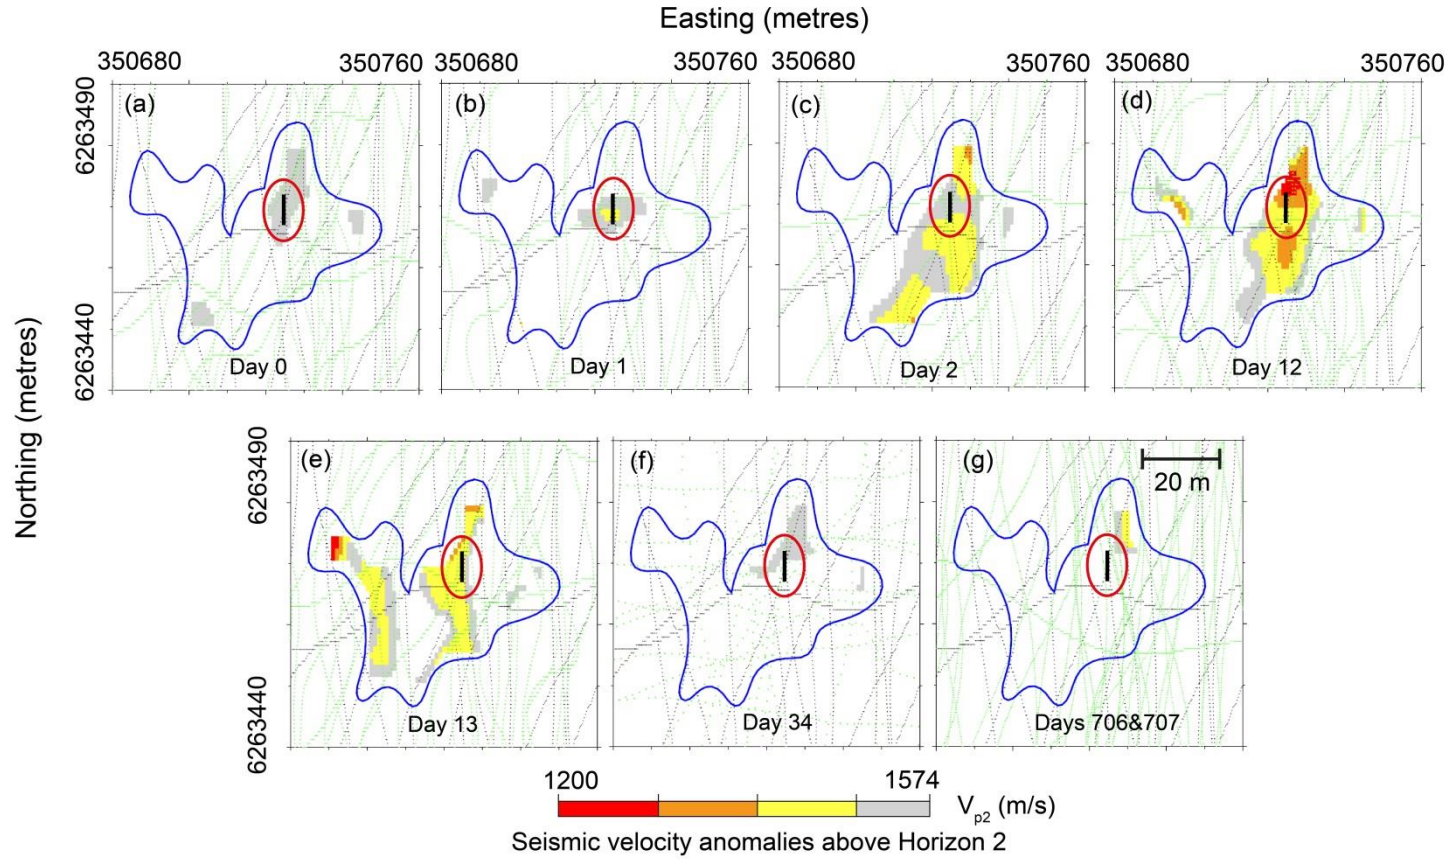 Easting (metres)
350680 350760 350680 350760 350680 350760 350680 350760
6263490
6263440
(a) (b) (c) (d)
Day 0 Day 1 Day 2 Day 12
Northing (metres)
6263490
6263440
(e) (f) (g)
20 m
Day 13 Day 34 Days 706&707
1200 1574
Vp2 (m/s)
Seismic velocity anomalies above Horizon 2